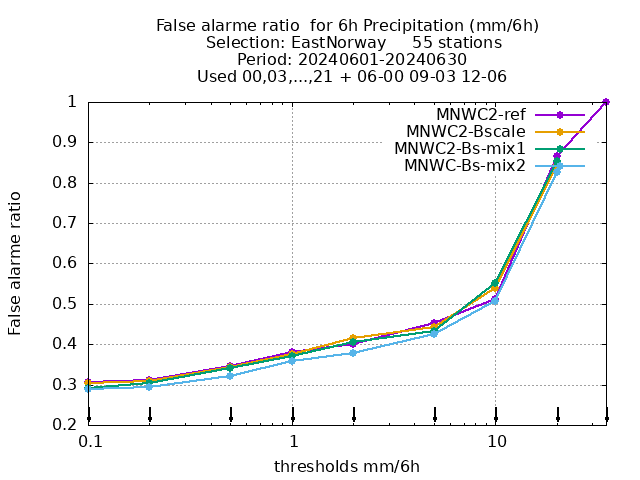 False alarme ratio  for 6h Precipitation (mm/6h)
Selection: EastNorway     55 stations
Period: 20240601-20240630
Used 00,03,...,21 + 06-00 09-03 12-06
MNWC2-ref
MNWC2-Bscale
MNWC2-Bs-mix1
MNWC-Bs-mix2
False alarme ratio
1
0.9
0.8
0.7
0.6
0.5
0.4
0.3
0.2
0.1 1 10
thresholds mm/6h